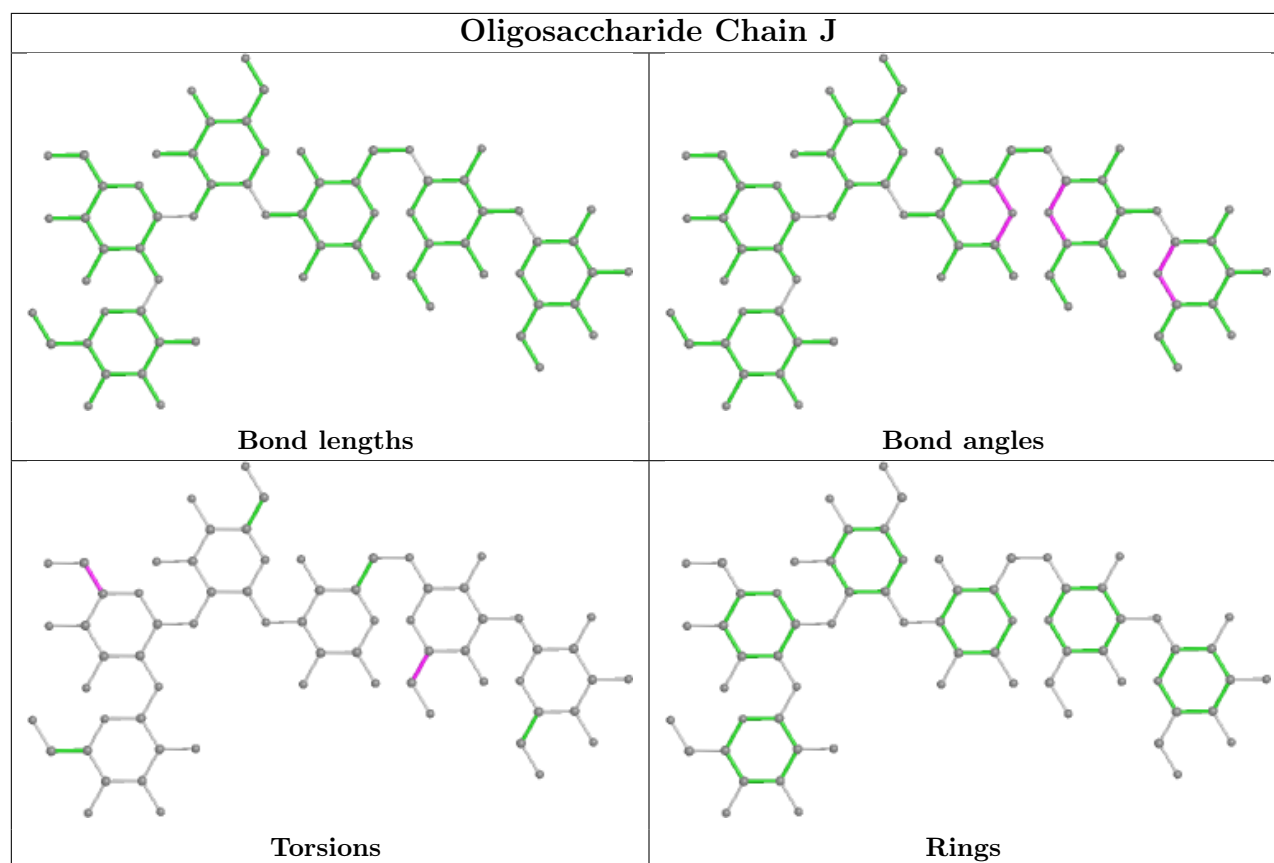 Oligosaccharide Chain J
Bond lengths
Bond angles
Torsions
Rings